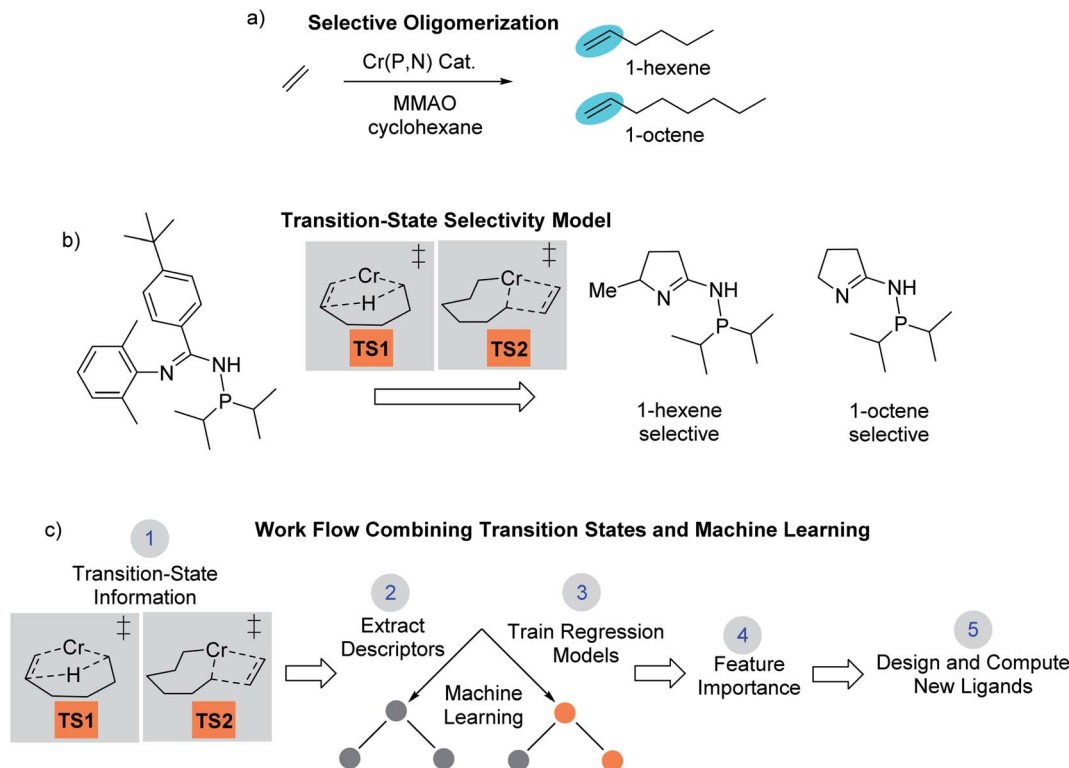 a)
Selective Oligomerization
Cr(P,N) Cat.
MMAO
cyclohexane
1-hexene
1-octene
b)
Transition-State Selectivity Model
N
NH
P
‡
Cr
H
TS1
‡
Cr
TS2
Me
N
NH
P
1-hexene
selective
N
NH
P
1-octene
selective
c)
Work Flow Combining Transition States and Machine Learning
1
Transition-State
Information
‡
Cr
H
TS1
‡
Cr
TS2
2
Extract
Descriptors
3
Train Regression
Models
Machine
Learning
4
Feature
Importance
5
Design and Compute
New Ligands